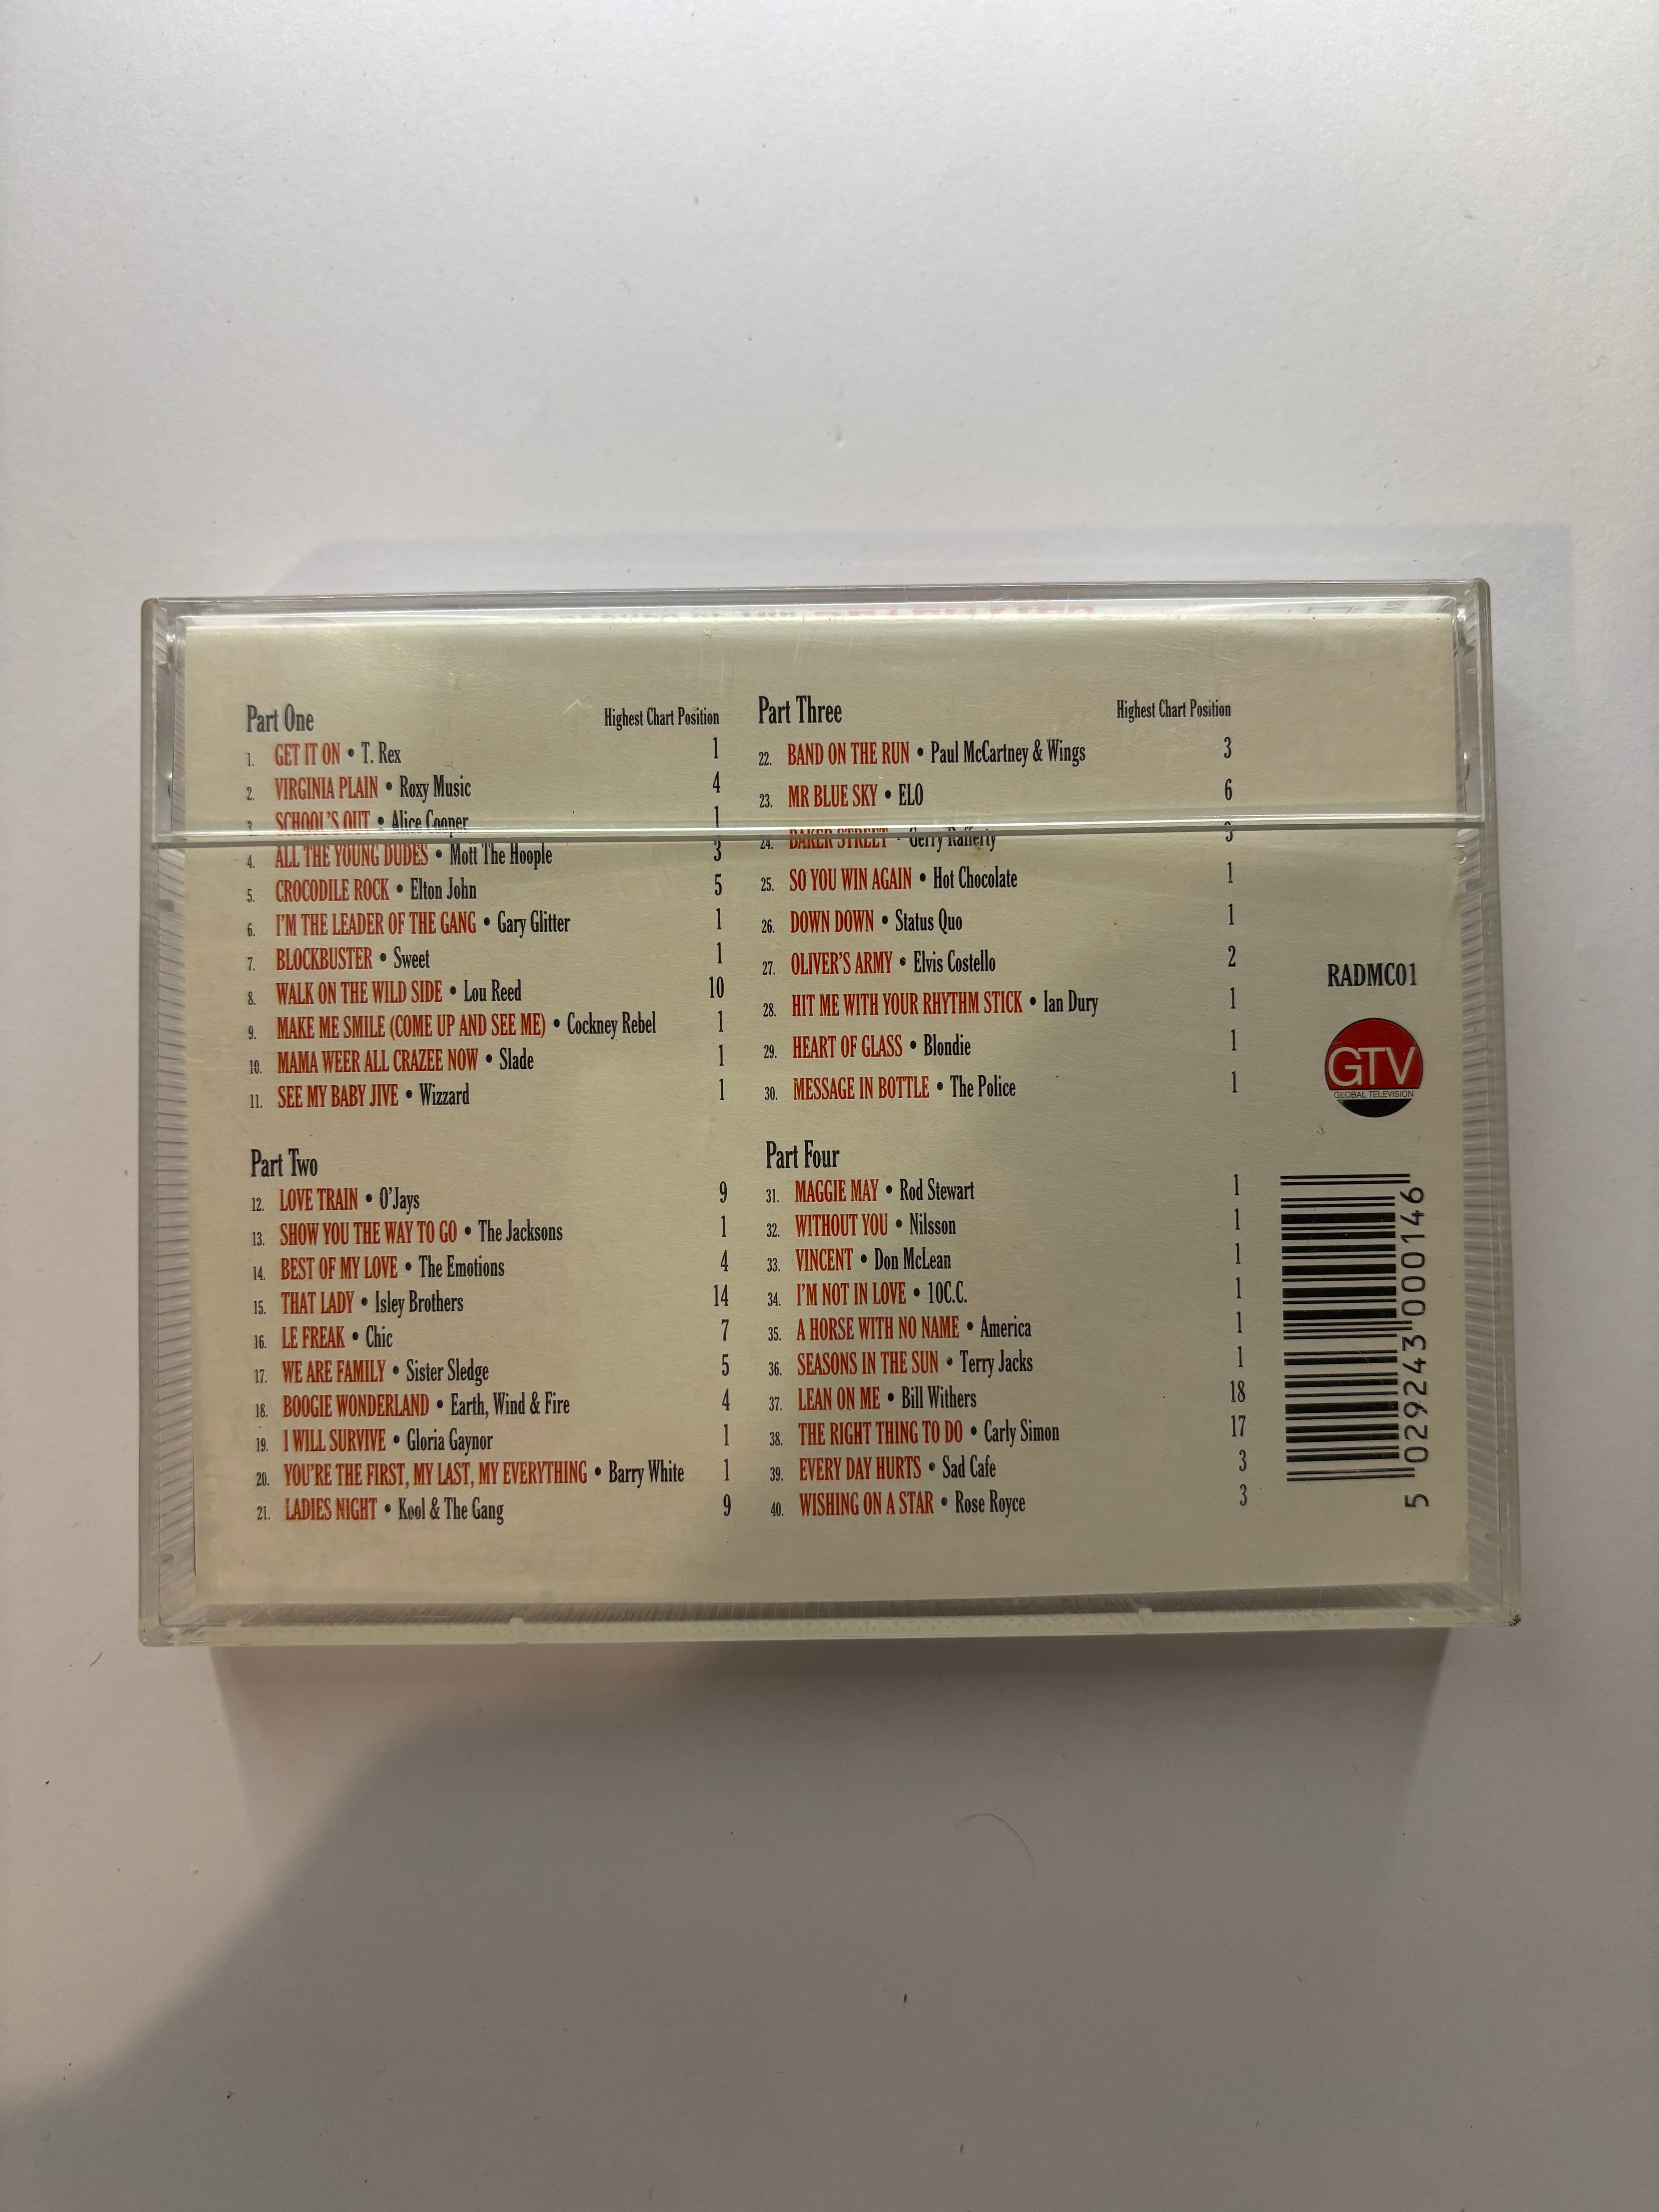 Part One Highest Chart Position
1. GET IT ON • T. Rex 1
2. VIRGINIA PLAIN • Roxy Music 4
3. SCHOOL'S OUT • Alice Cooper 1
4. ALL THE YOUNG DUDES • Mott The Hoople 3
5. CROCODILE ROCK • Elton John 5
6. I'M THE LEADER OF THE GANG • Gary Glitter 1
7. BLOCKBUSTER • Sweet 1
8. WALK ON THE WILD SIDE • Lou Reed 10
9. MAKE ME SMILE (COME UP AND SEE ME) • Cockney Rebel 1
10. MAMA WEER ALL CRAZEE NOW • Slade 1
11. SEE MY BABY JIVE • Wizzard 1
Part Two
12. LOVE TRAIN • O'Jays 9
13. SHOW YOU THE WAY TO GO • The Jacksons 1
14. BEST OF MY LOVE • The Emotions 4
15. THAT LADY • Isley Brothers 14
16. LE FREAK • Chic 7
17. WE ARE FAMILY • Sister Sledge 5
18. BOOGIE WONDERLAND • Earth, Wind & Fire 4
19. I WILL SURVIVE • Gloria Gaynor 1
20. YOU'RE THE FIRST, MY LAST, MY EVERYTHING • Barry White 1
21. LADIES NIGHT • Kool & The Gang 9
Part Three Highest Chart Position
22. BAND ON THE RUN • Paul McCartney & Wings 3
23. MR BLUE SKY • ELO 6
24. BAKER STREET • Gerry Rafferty 3
25. SO YOU WIN AGAIN • Hot Chocolate 1
26. DOWN DOWN • Status Quo 1
27. OLIVER'S ARMY • Elvis Costello 2
28. HIT ME WITH YOUR RHYTHM STICK • Ian Dury 1
29. HEART OF GLASS • Blondie 1
30. MESSAGE IN BOTTLE • The Police 1
Part Four
31. MAGGIE MAY • Rod Stewart 1
32. WITHOUT YOU • Nilsson 1
33. VINCENT • Don McLean 1
34. I'M NOT IN LOVE • 10C.C. 1
35. A HORSE WITH NO NAME • America 1
36. SEASONS IN THE SUN • Terry Jacks 1
37. LEAN ON ME • Bill Withers 18
38. THE RIGHT THING TO DO • Carly Simon 17
39. EVERY DAY HURTS • Sad Cafe 3
40. WISHING ON A STAR • Rose Royce 3
RADMC01
GTV
GLOBAL TELEVISION
5 029243 000146